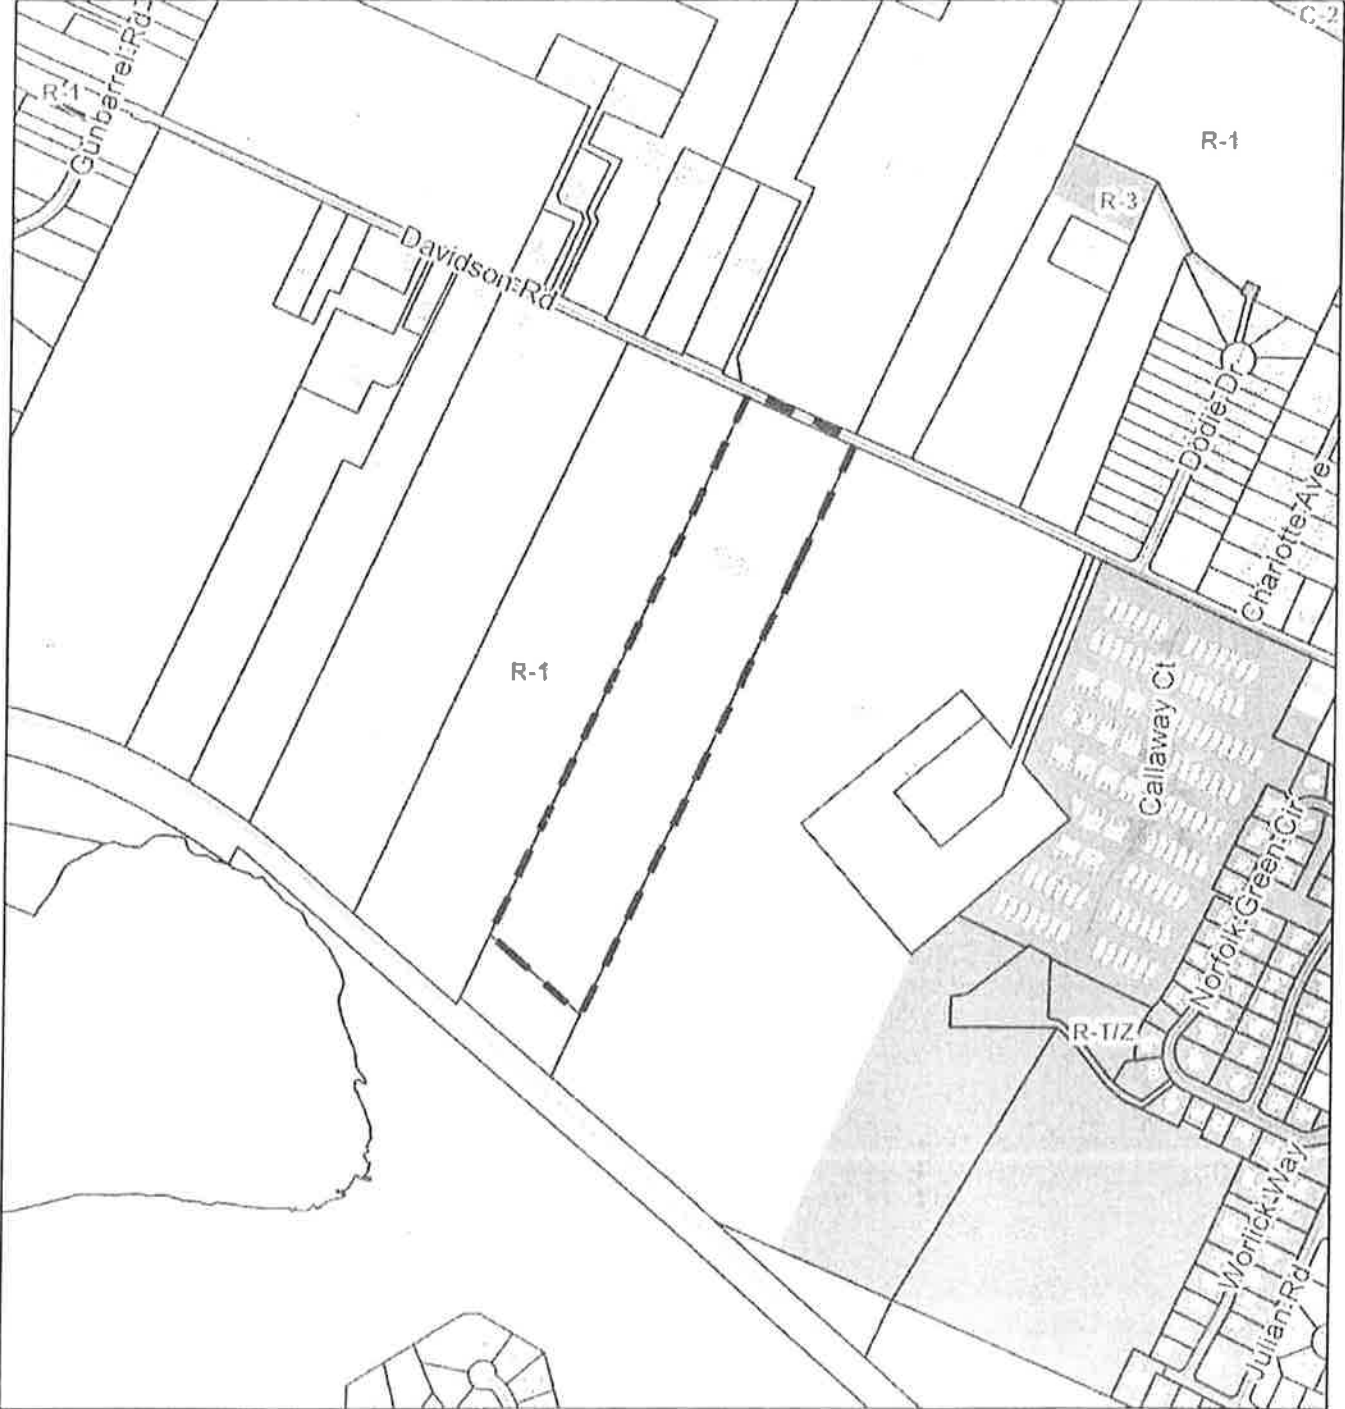 C-2
Gunbarrel Rd
R-1
R-1
R-3
Davidson Rd
Dodie Dr
Charlotte Ave
R-1
Callaway Ct
Norfolk Green Cir
R-T/Z
Worlick Way
Julian Rd